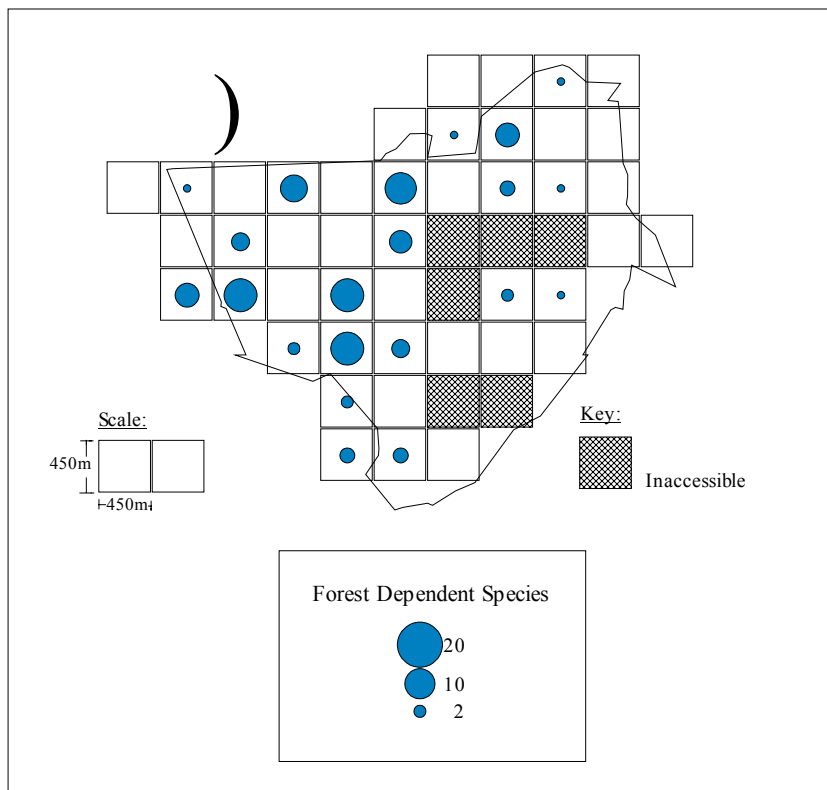 Scale:
450m
450m
Key:
Inaccessible
Forest Dependent Species
20
10
2